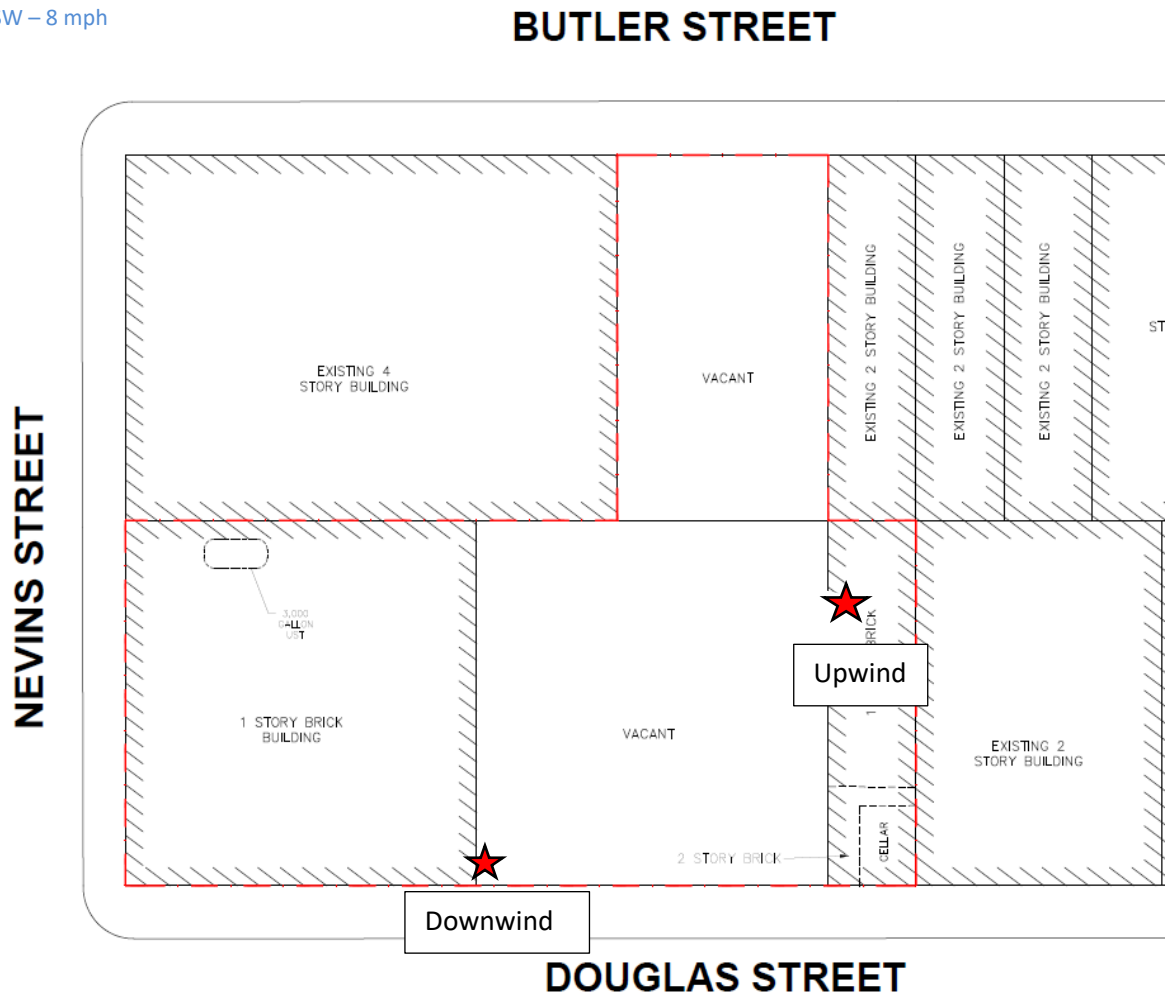 W – 8 mph
BUTLER STREET
NEVINS STREET
EXISTING 4
STORY BUILDING
VACANT
EXISTING 2 STORY BUILDING
EXISTING 2 STORY BUILDING
EXISTING 2 STORY BUILDING
ST
3,000
GALLON
UST
1 STORY BRICK
BUILDING
VACANT
1
BRICK
Upwind
EXISTING 2
STORY BUILDING
2 STORY BRICK
CELLAR
Downwind
DOUGLAS STREET